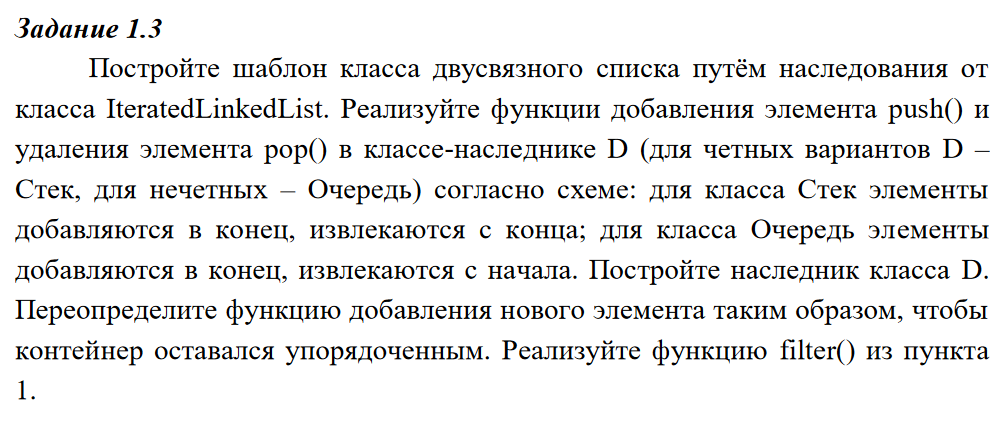 Задание 1.3
Постройте шаблон класса двусвязного списка путём наследования от
класса IteratedLinkedList. Реализуйте функции добавления элемента push() и
удаления элемента pop() в классе-наследнике D (для четных вариантов D –
Стек, для нечетных – Очередь) согласно схеме: для класса Стек элементы
добавляются в конец, извлекаются с конца; для класса Очередь элементы
добавляются в конец, извлекаются с начала. Постройте наследник класса D.
Переопределите функцию добавления нового элемента таким образом, чтобы
контейнер оставался упорядоченным. Реализуйте функцию filter() из пункта
1.